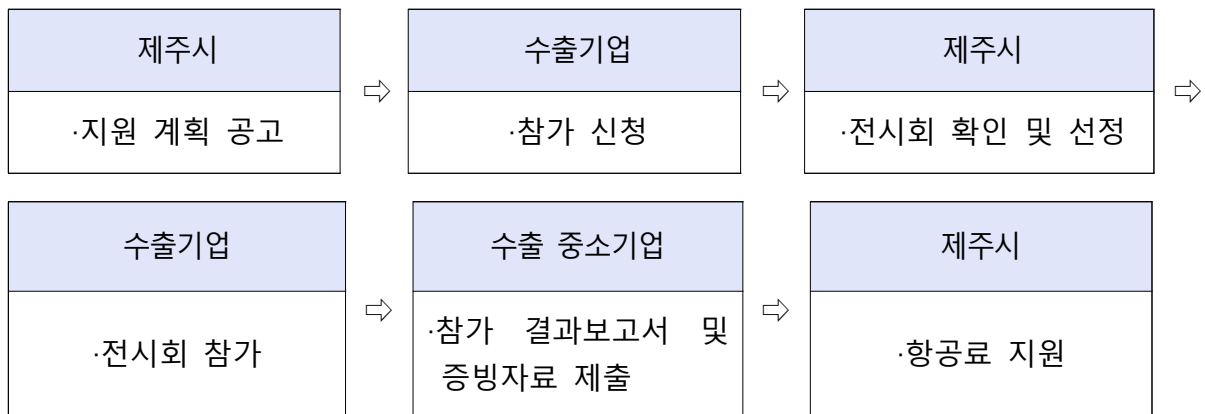 제주시
수출기업
제주시
·지원 계획 공고
⇨
·참가 신청
⇨
·전시회 확인 및 선정
⇨
수출기업
수출 중소기업
제주시
·전시회 참가
⇨
·참가 결과보고서 및
증빙자료 제출
⇨
·항공료 지원